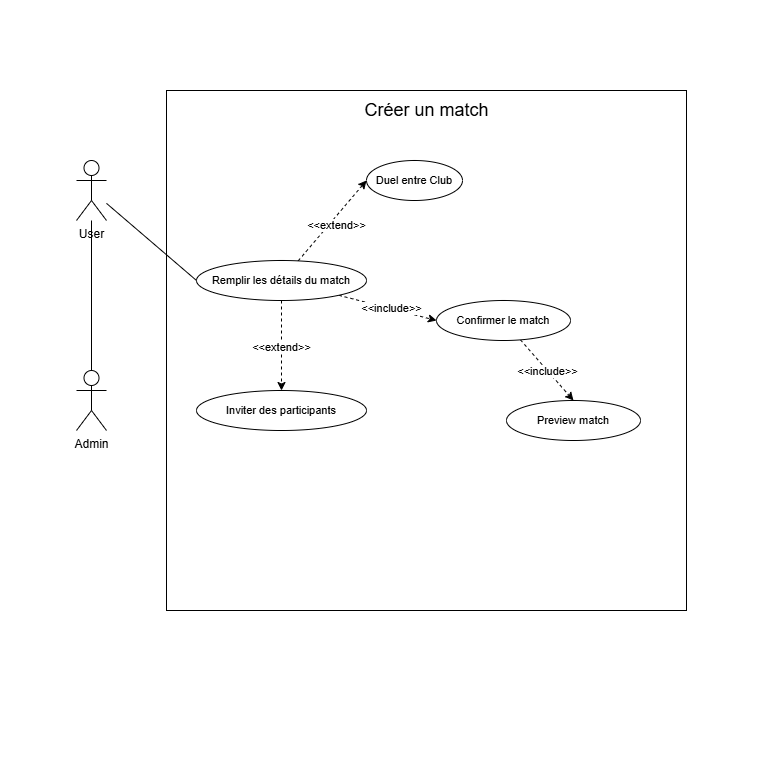 Créer un match
Duel entre Club
<<extend>>
User
Remplir les détails du match
<<include>>
Confirmer le match
<<extend>>
<<include>>
Inviter des participants
Preview match
Admin